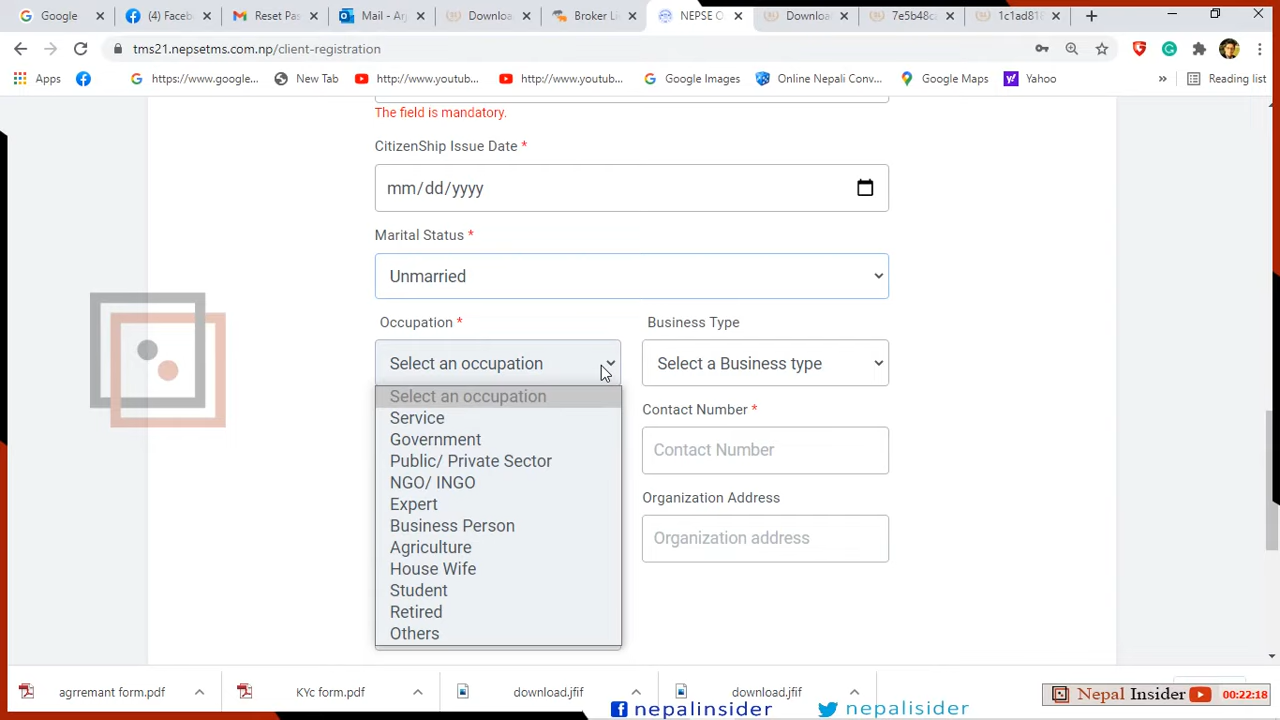 Google
(4) Faca
Reset Pa
Mail - An
Downloa
Broker Li
NEPSE O
Download
7e5b48c
1c1ad81
tms21.nepsetms.com.np/client-registration
Apps
https://www.google...
New Tab
http://www.youtub...
http://www.youtub...
Google Images
Online Nepali Conv...
Google Maps
Yahoo
»
Reading list
The field is mandatory.
CitizenShip Issue Date *
mm/dd/yyyy
Marital Status *
Unmarried
Occupation *
Business Type
Select an occupation
Select a Business type
Select an occupation
Service
Government
Public/ Private Sector
NGO/ INGO
Expert
Business Person
Agriculture
House Wife
Student
Retired
Others
Contact Number *
Contact Number
Organization Address
Organization address
agrremant form.pdf
KYc form.pdf
download.jfif
download.jfif
Nepal Insider
00:22:18
nepalinsider
nepalisider